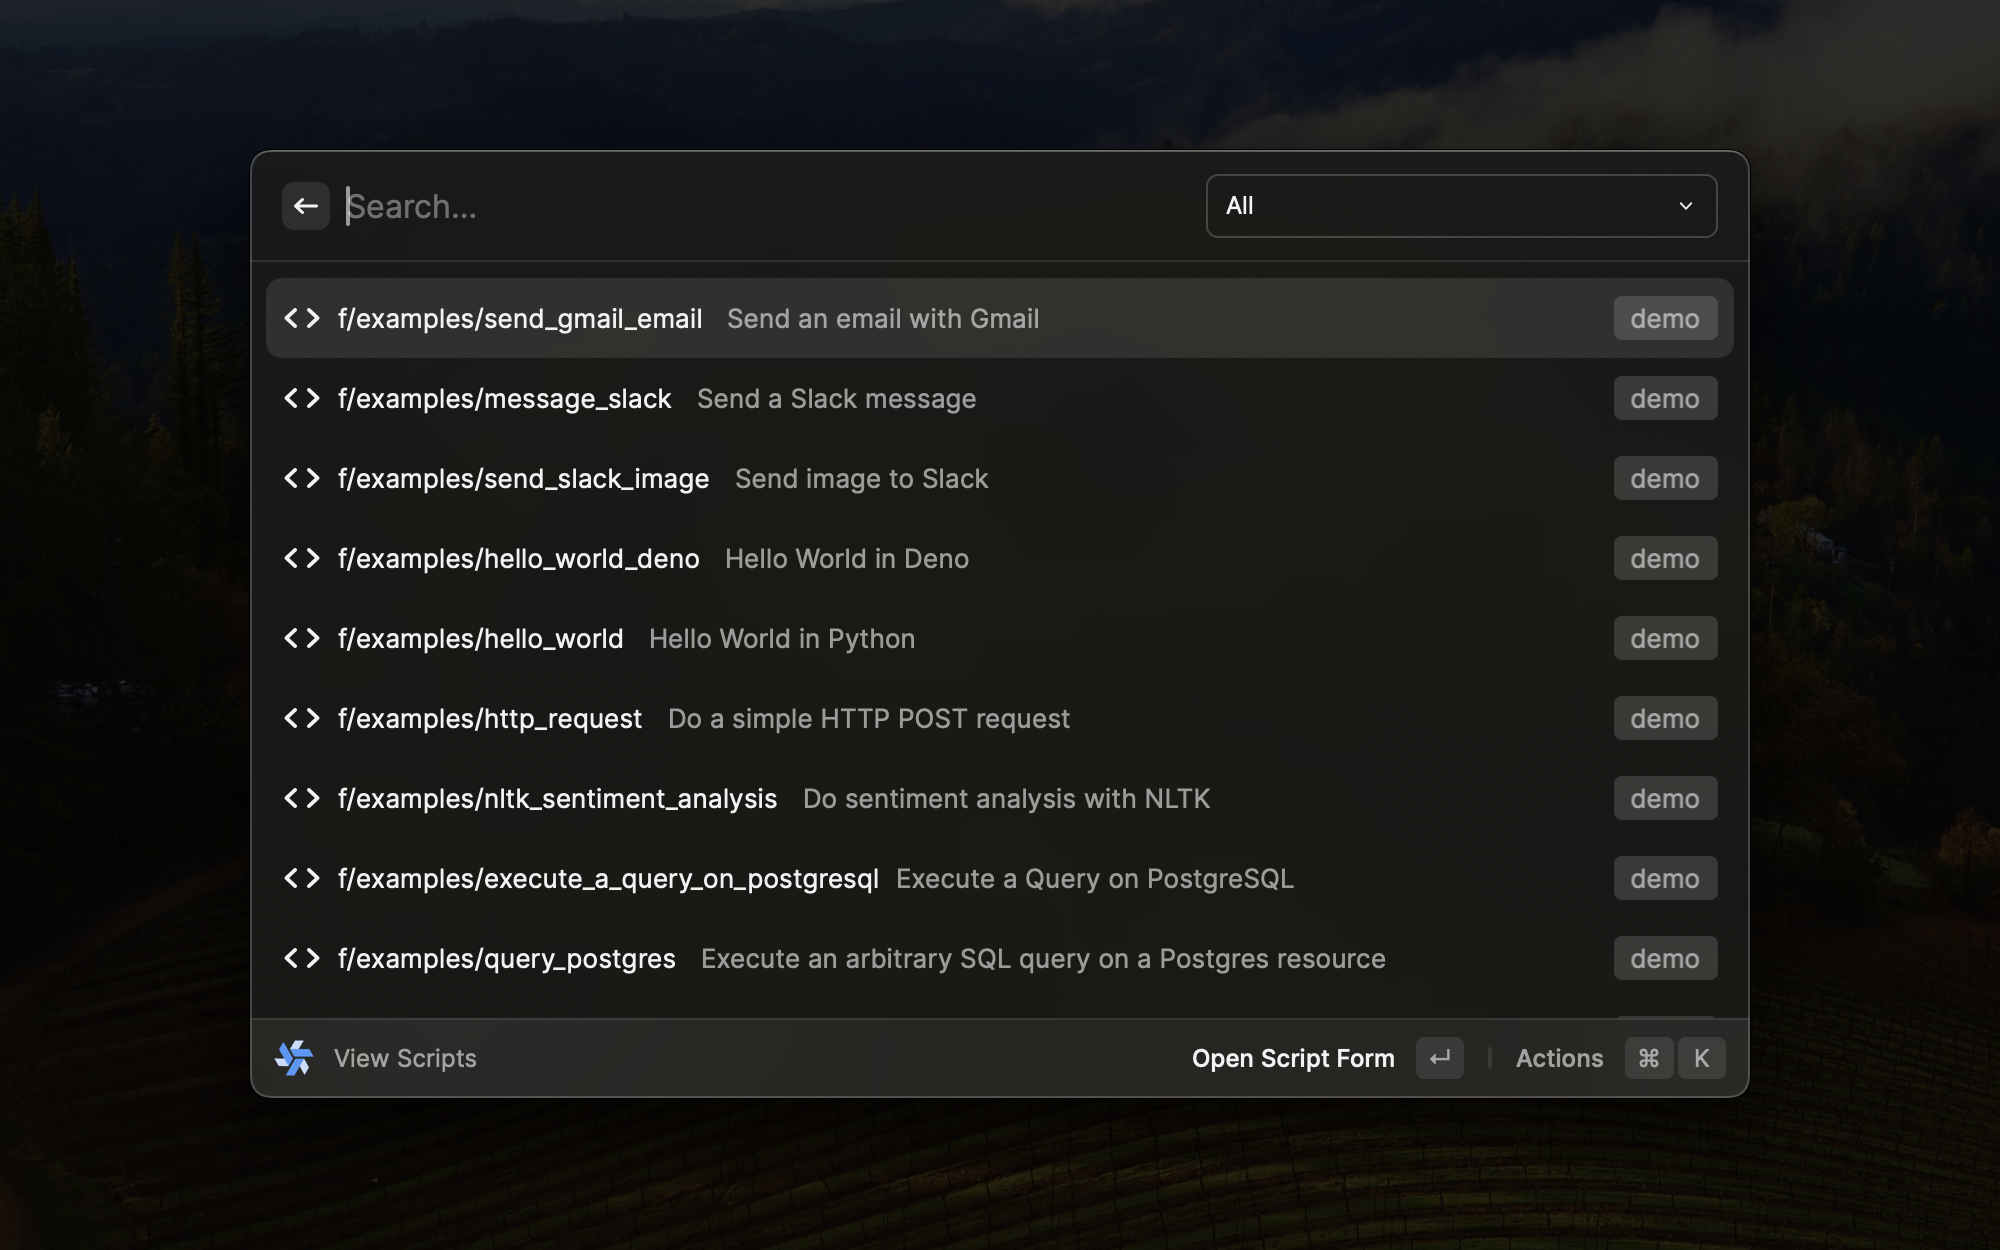 Search... All
f/examples/send_gmail_email Send an email with Gmail demo
f/examples/message_slack Send a Slack message demo
f/examples/send_slack_image Send image to Slack demo
f/examples/hello_world_deno Hello World in Deno demo
f/examples/hello_world Hello World in Python demo
f/examples/http_request Do a simple HTTP POST request demo
f/examples/nltk_sentiment_analysis Do sentiment analysis with NLTK demo
f/examples/execute_a_query_on_postgresql Execute a Query on PostgreSQL demo
f/examples/query_postgres Execute an arbitrary SQL query on a Postgres resource demo
View Scripts Open Script Form ↵ Actions ⌘ K